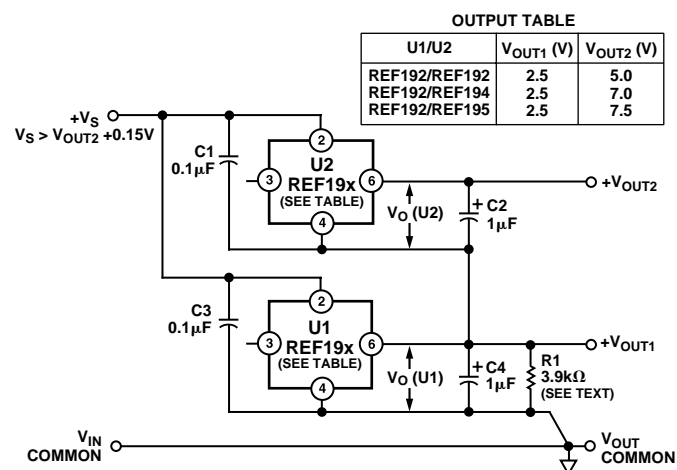 OUTPUT TABLE
U1/U2 VOUT1 (V) VOUT2 (V)
REF192/REF192 2.5 5.0
REF192/REF194 2.5 7.0
REF192/REF195 2.5 7.5
+VS
VS > VOUT2 +0.15V
C1
0.1µF
2
U2
3
REF19x
6
(SEE TABLE)
4
VO (U2)
+ C2
1µF
+VOUT2
C3
0.1µF
2
U1
3
REF19x
6
(SEE TABLE)
4
VO (U1)
+ C4
1µF
R1
3.9kΩ
(SEE TEXT)
+VOUT1
VIN
COMMON
VOUT
COMMON